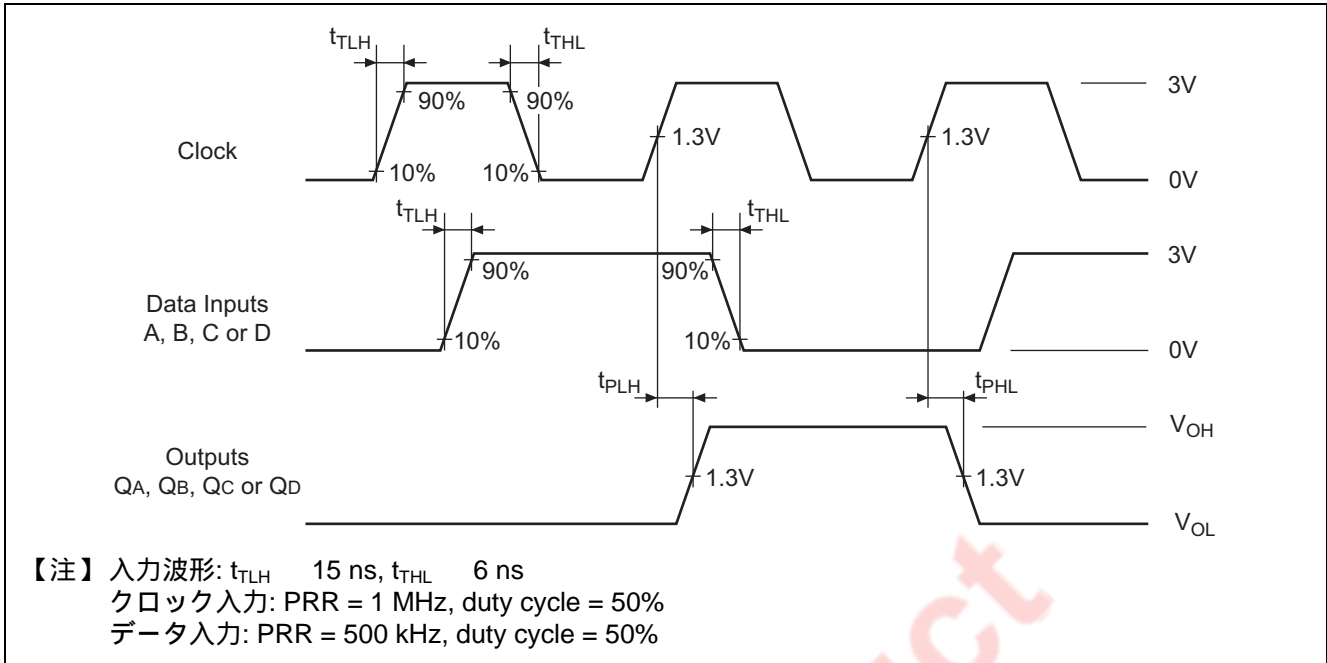 tTLH
tTHL
90%
90%
3V
Clock
1.3V
1.3V
10%
10%
0V
tTLH
tTHL
90%
90%
3V
Data Inputs
A, B, C or D
10%
10%
0V
tPLH
tPHL
VOH
Outputs
QA, QB, QC or QD
1.3V
1.3V
VOL
【注】入力波形: tTLH 15 ns, tTHL 6 ns
クロック入力: PRR = 1 MHz, duty cycle = 50%
データ入力: PRR = 500 kHz, duty cycle = 50%